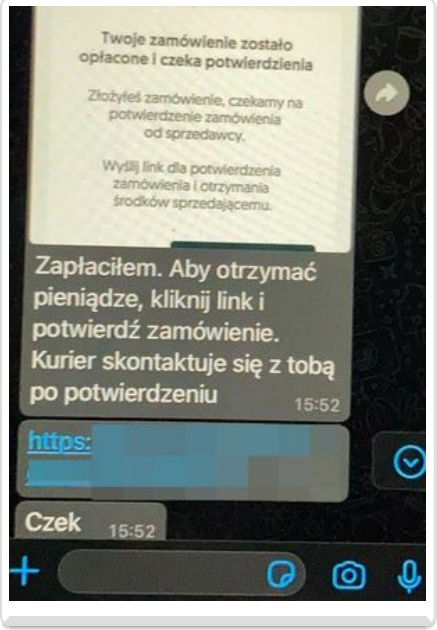 Twoje zamówienie zostało
opłacone i czeka potwierdzienia
Złożyłeś zamówienie, czekamy na
potwierdzenie zamówienia
od sprzedawcy.
Wyślij link dla potwierdzenia
zamówienia i otrzymania
środków sprzedającemu.
Zapłaciłem. Aby otrzymać
pieniądze, kliknij link i
potwierdź zamówienie.
Kurier skontaktuje się z tobą
po potwierdzeniu
15:52
https:
Czek 15:52